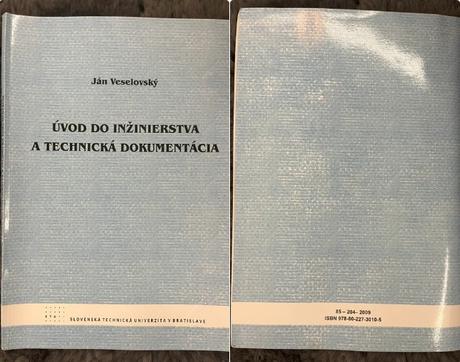 Ján Veselovský
ÚVOD DO INŽINIERSTVA
A TECHNICKÁ DOKUMENTÁCIA
SLOVENSKÁ TECHNICKÁ UNIVERZITA V BRATISLAVE
85 – 204– 2009
ISBN 978-80-227-3010-5